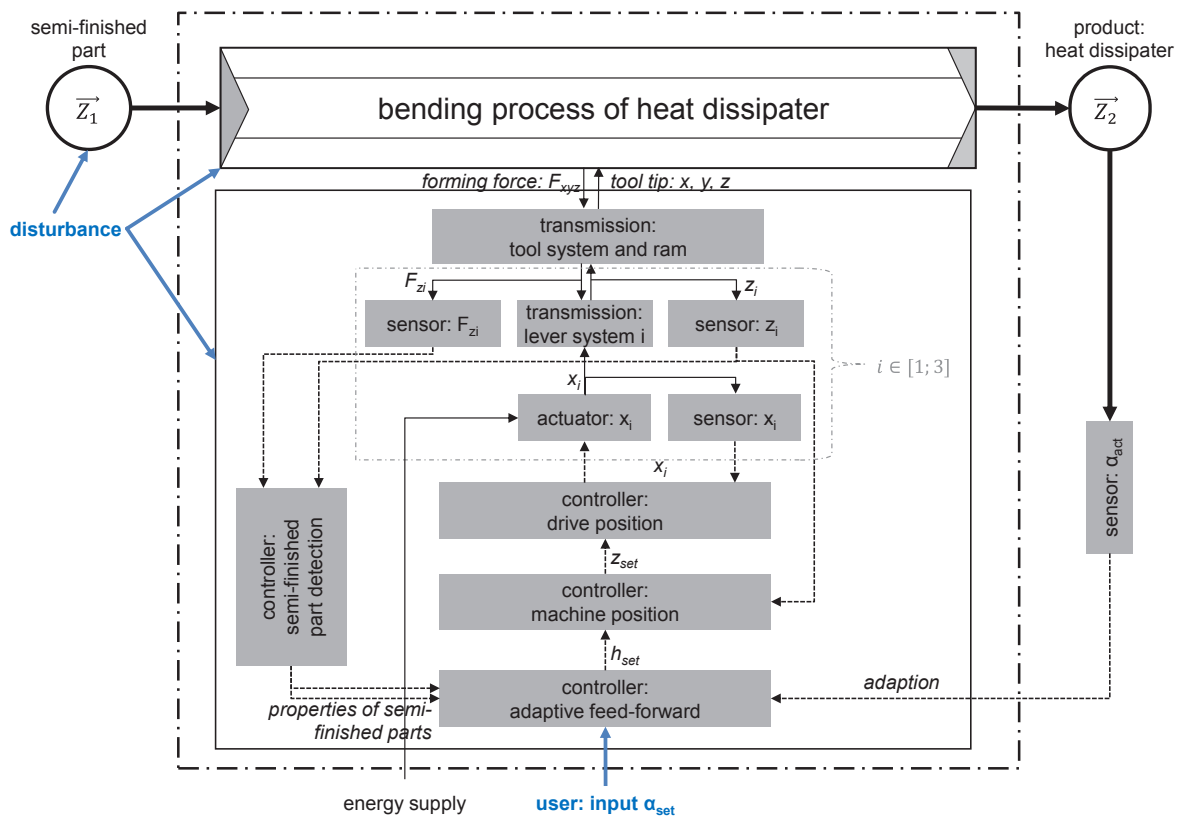 semi-finished
part
product:
heat dissipater
Z₁
bending process of heat dissipater
Z₂
forming force: Fxyz
tool tip: x, y, z
disturbance
transmission:
tool system and ram
Fzi
zi
sensor: Fzi
transmission:
lever system i
sensor: zi
i ∈ [1; 3]
xi
actuator: xi
sensor: xi
xi
controller:
drive position
sensor: αact
controller:
semi-finished
part detection
zset
controller:
machine position
hset
controller:
adaptive feed-forward
adaption
properties of semi-
finished parts
energy supply
user: input αset